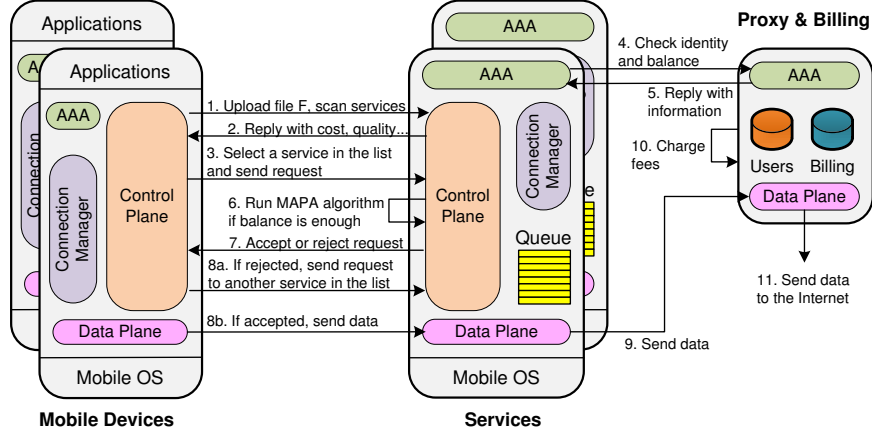 Applications
AAA
Proxy & Billing
Applications
AAA
4. Check identity
and balance
AAA
5. Reply with
information
AAA
1. Upload file F, scan services
2. Reply with cost, quality...
3. Select a service in the list
and send request
Connection
Connection
Manager
Control
Plane
6. Run MAPA algorithm
if balance is enough
7. Accept or reject request
8a. If rejected, send request
to another service in the list
Control
Plane
Connection
Manager
Queue
10. Charge
fees
Users
Billing
Data Plane
11. Send data
to the Internet
Data Plane
8b. If accepted, send data
Data Plane
9. Send data
Mobile OS
Mobile OS
Mobile Devices
Services